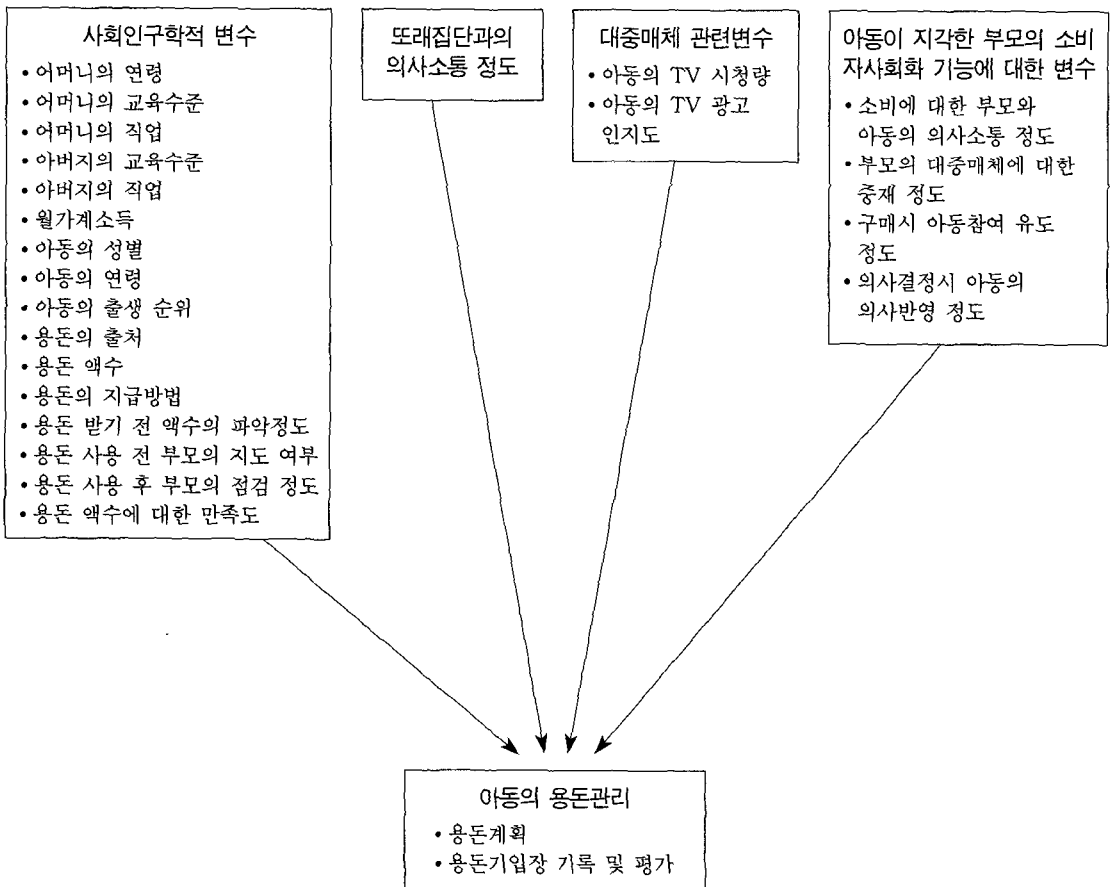 사회인구학적 변수
• 어머니의 연령
• 어머니의 교육수준
• 어머니의 직업
• 아버지의 교육수준
• 아버지의 직업
• 월가계소득
• 아동의 성별
• 아동의 연령
• 아동의 출생 순위
• 용돈의 출처
• 용돈 액수
• 용돈의 지급방법
• 용돈 받기 전 액수의 파악정도
• 용돈 사용 전 부모의 지도 여부
• 용돈 사용 후 부모의 점검 정도
• 용돈 액수에 대한 만족도
또래집단과의
의사소통 정도
대중매체 관련변수
• 아동의 TV 시청량
• 아동의 TV 광고
인지도
아동이 지각한 부모의 소비
자사회화 기능에 대한 변수
• 소비에 대한 부모와
아동의 의사소통 정도
• 부모의 대중매체에 대한
중재 정도
• 구매시 아동참여 유도
정도
• 의사결정시 아동의
의사반영 정도
아동의 용돈관리
• 용돈계획
• 용돈기입장 기록 및 평가